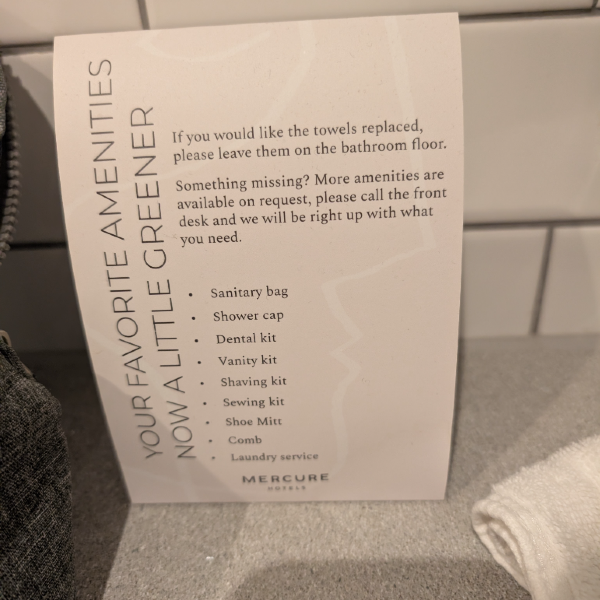 YOUR FAVORITE AMENITIES
NOW A LITTLE GREENER
If you would like the towels replaced,
please leave them on the bathroom floor.
Something missing? More amenities are
available on request, please call the front
desk and we will be right up with what
you need.
• Sanitary bag
• Shower cap
• Dental kit
• Vanity kit
• Shaving kit
• Sewing kit
• Shoe Mitt
• Comb
• Laundry service
MERCURE
HOTELS